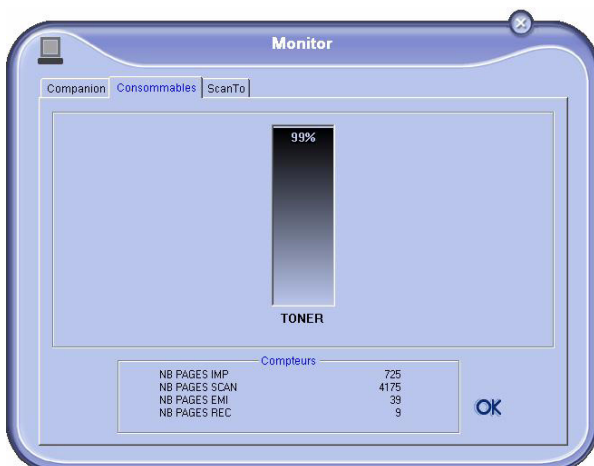 Monitor
Companion Consommables ScanTo
99%
TONER
Compteurs
NB PAGES IMP 725
NB PAGES SCAN 4175
NB PAGES EMI 39
NB PAGES REC 9
OK